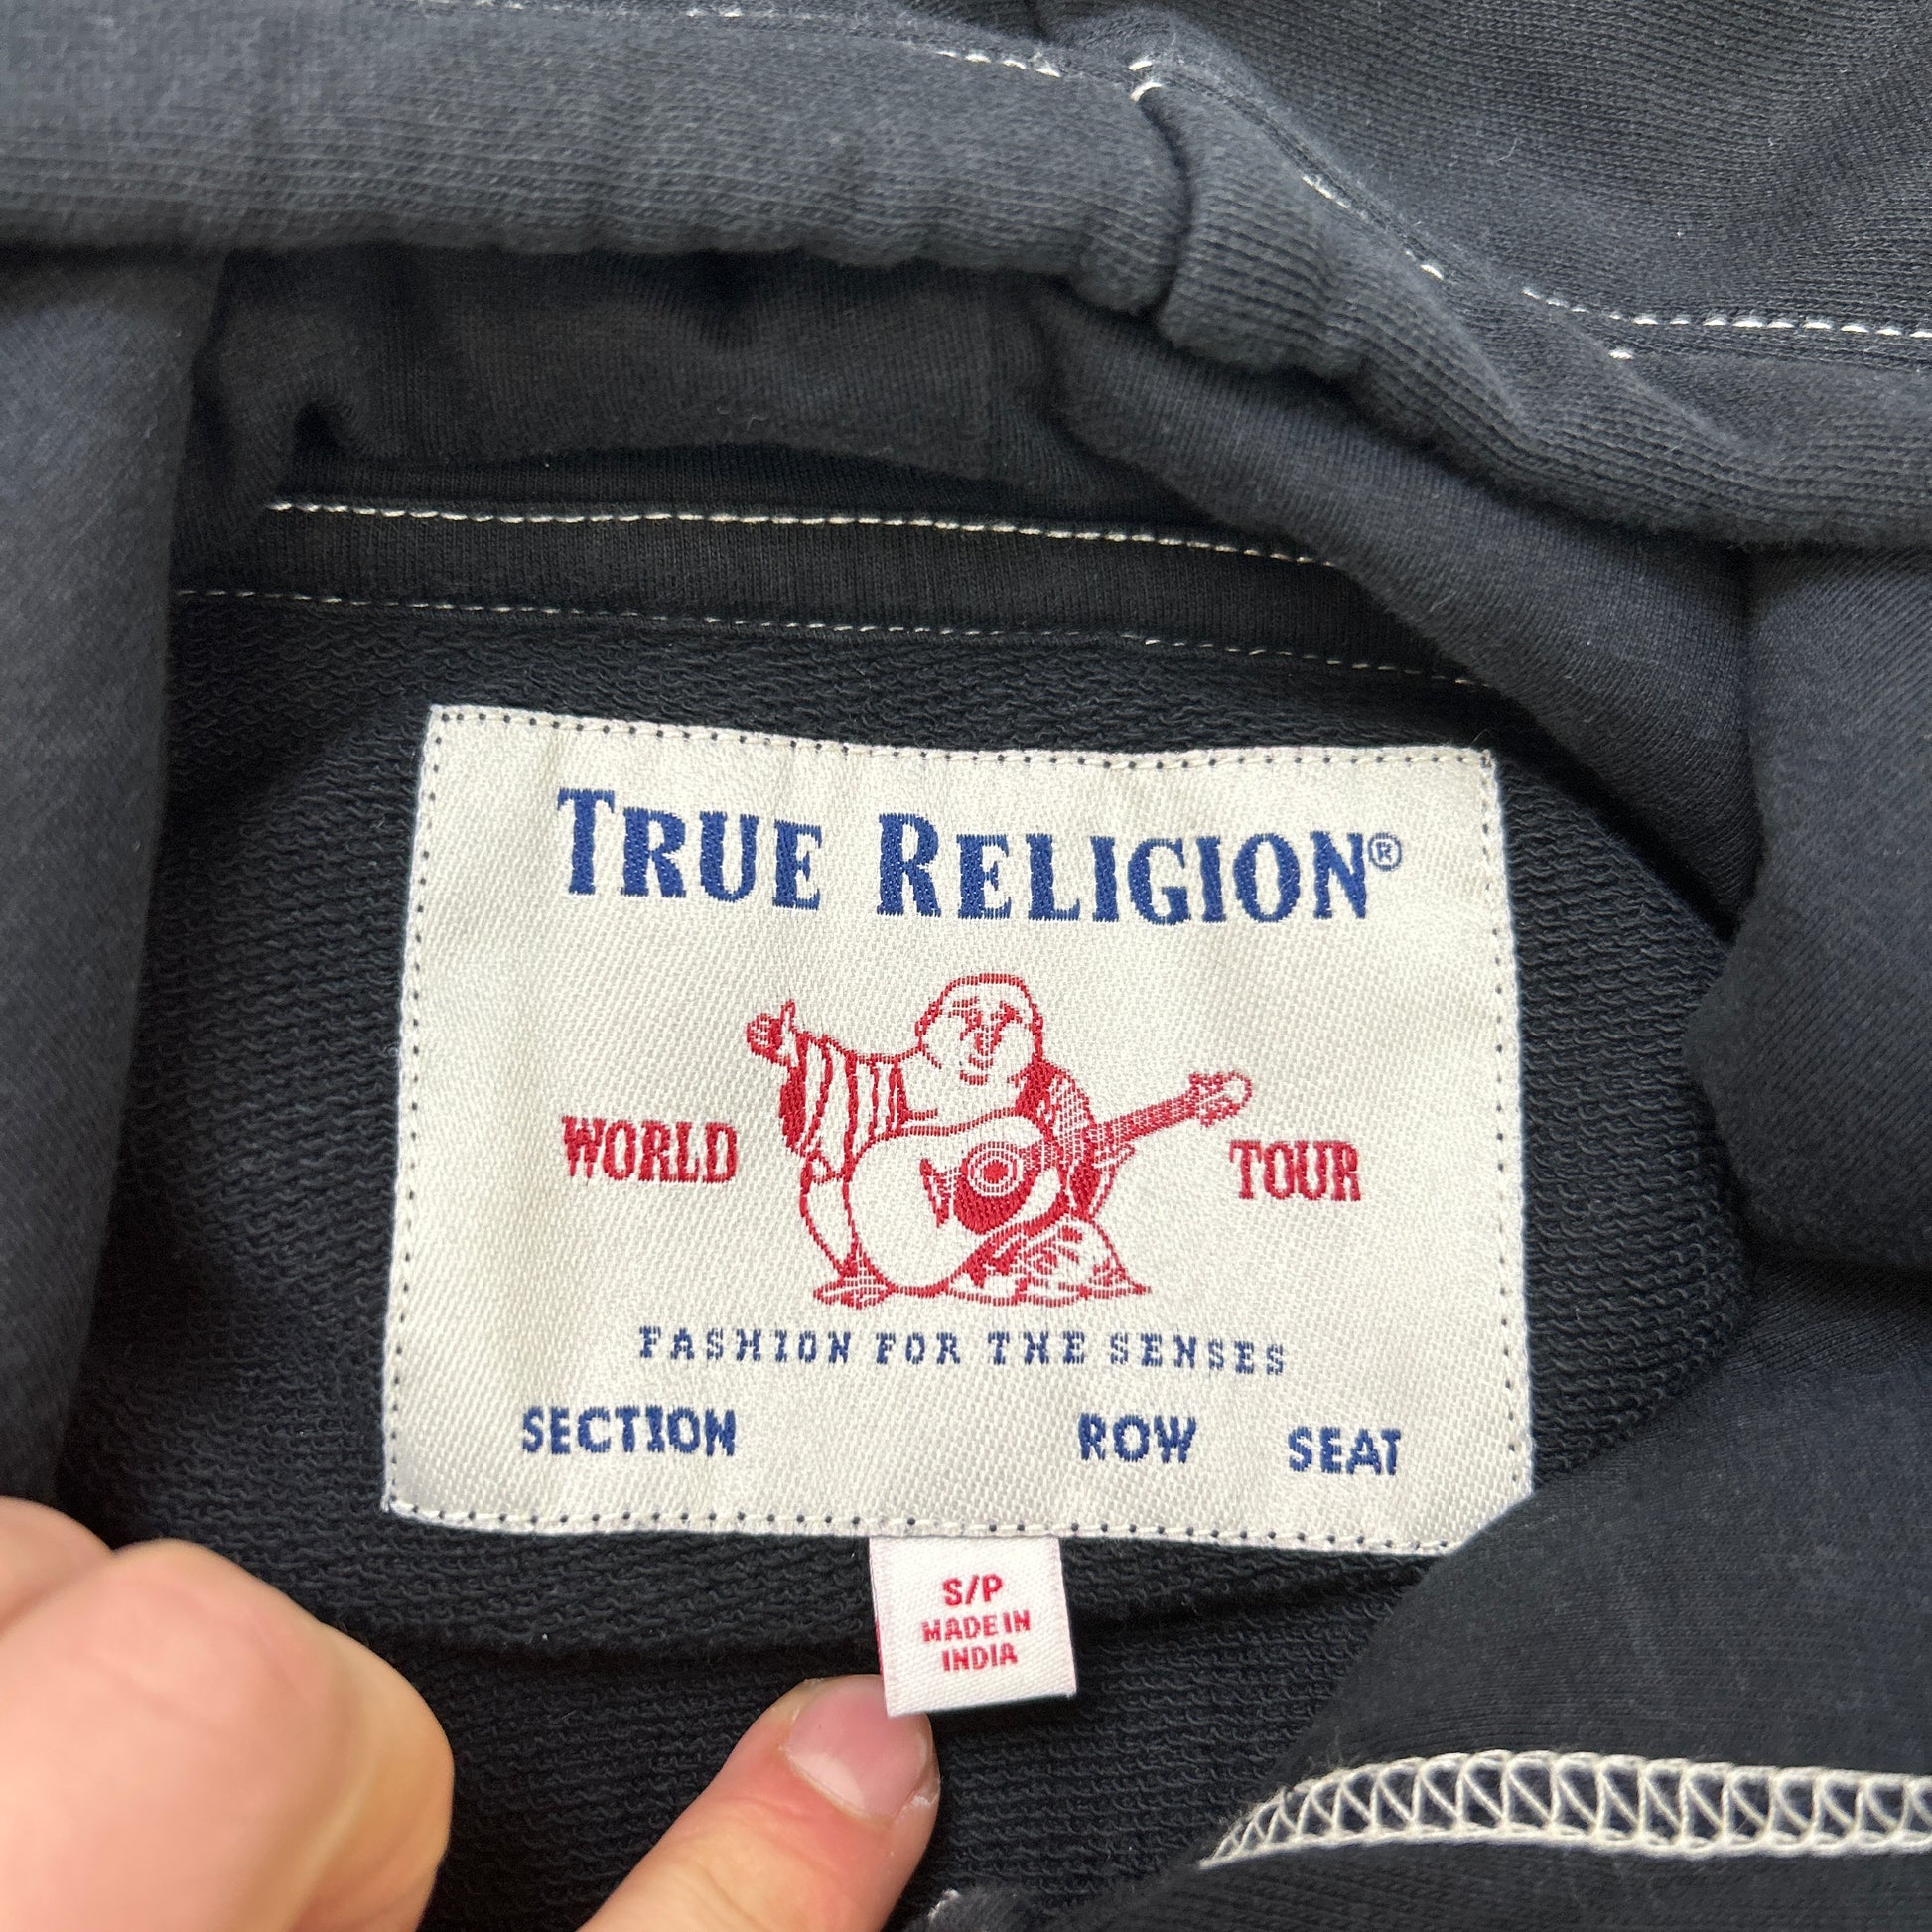 TRUE RELIGION®
WORLD TOUR
FASHION FOR THE SENSES
SECTION ROW SEAT
S/P
MADE IN
INDIA